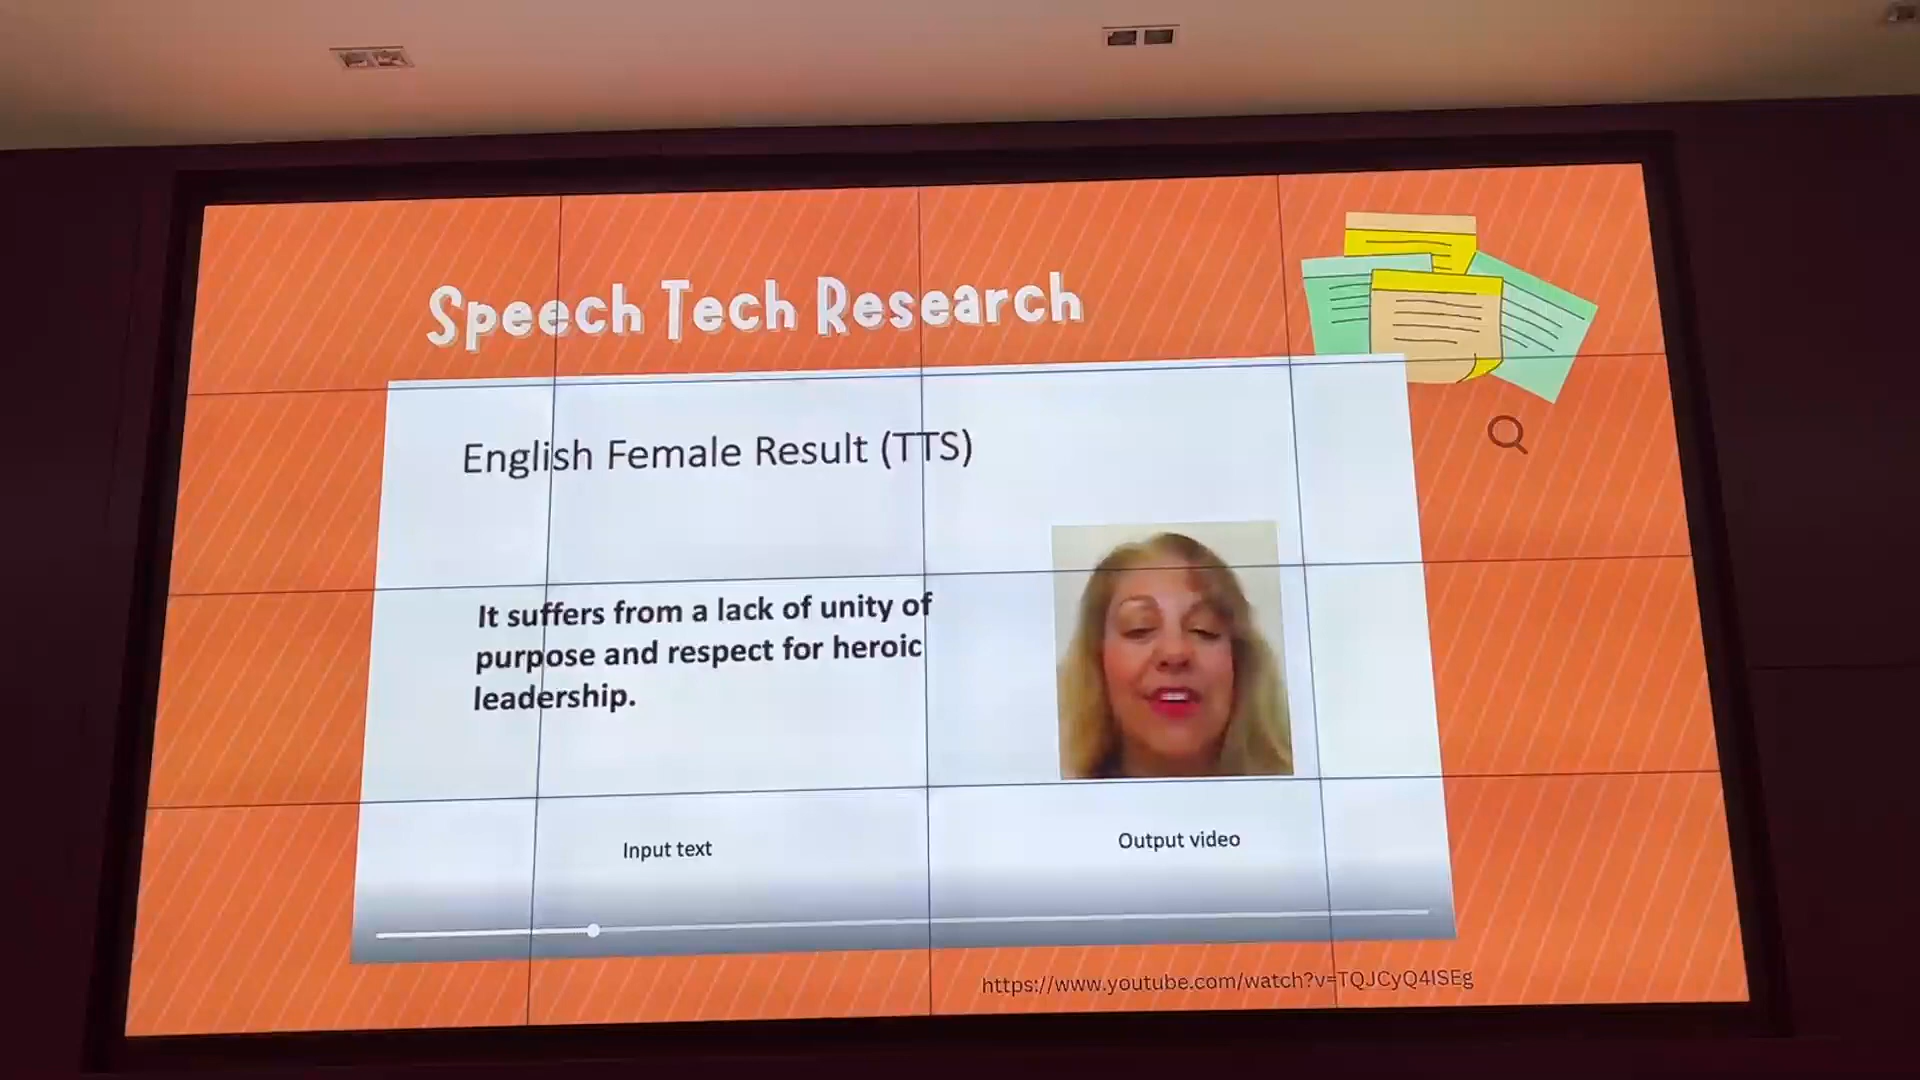 Speech Tech Research
English Female Result (TTS)
It suffers from a lack of unity of
purpose and respect for heroic
leadership.
Input text
Output video
https://www.youtube.com/watch?v=TQJCyQ4ISEg